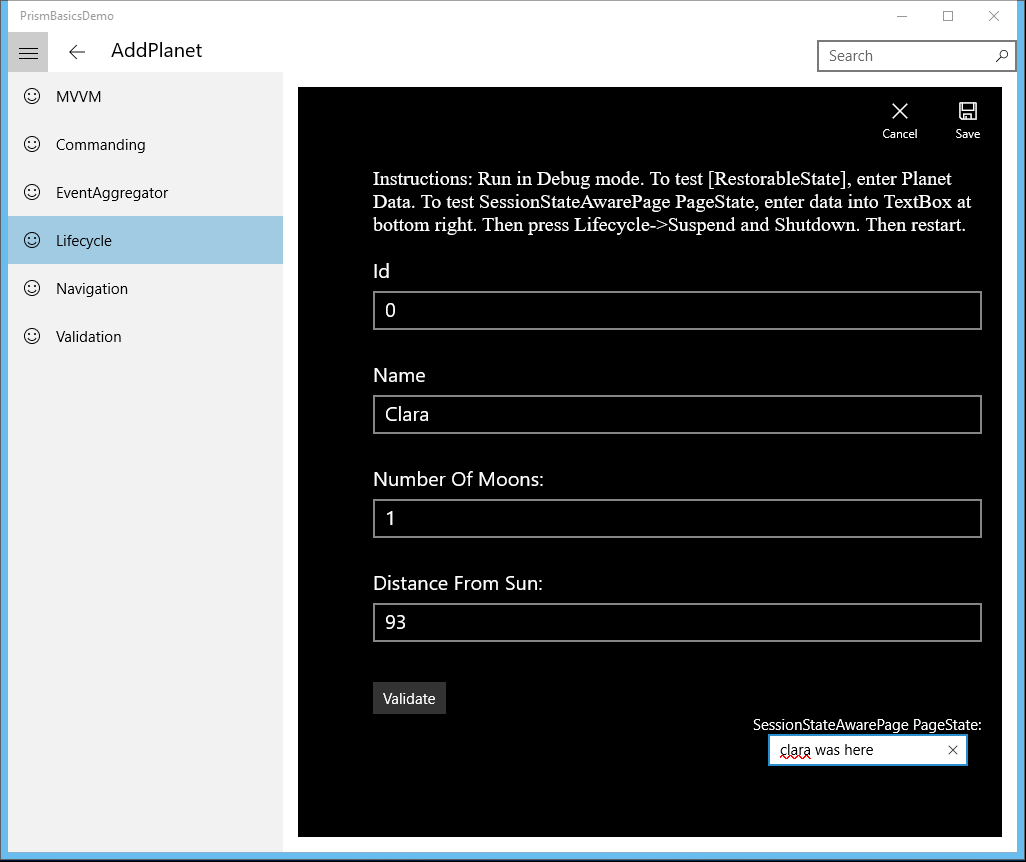 PrismBasicsDemo
AddPlanet
Search
MVVM
Commanding
EventAggregator
Lifecycle
Navigation
Validation
Cancel
Save
Instructions: Run in Debug mode. To test [RestorableState], enter Planet
Data. To test SessionStateAwarePage PageState, enter data into TextBox at
bottom right. Then press Lifecycle->Suspend and Shutdown. Then restart.
Id
0
Name
Clara
Number Of Moons:
1
Distance From Sun:
93
Validate
SessionStateAwarePage PageState:
clara was here